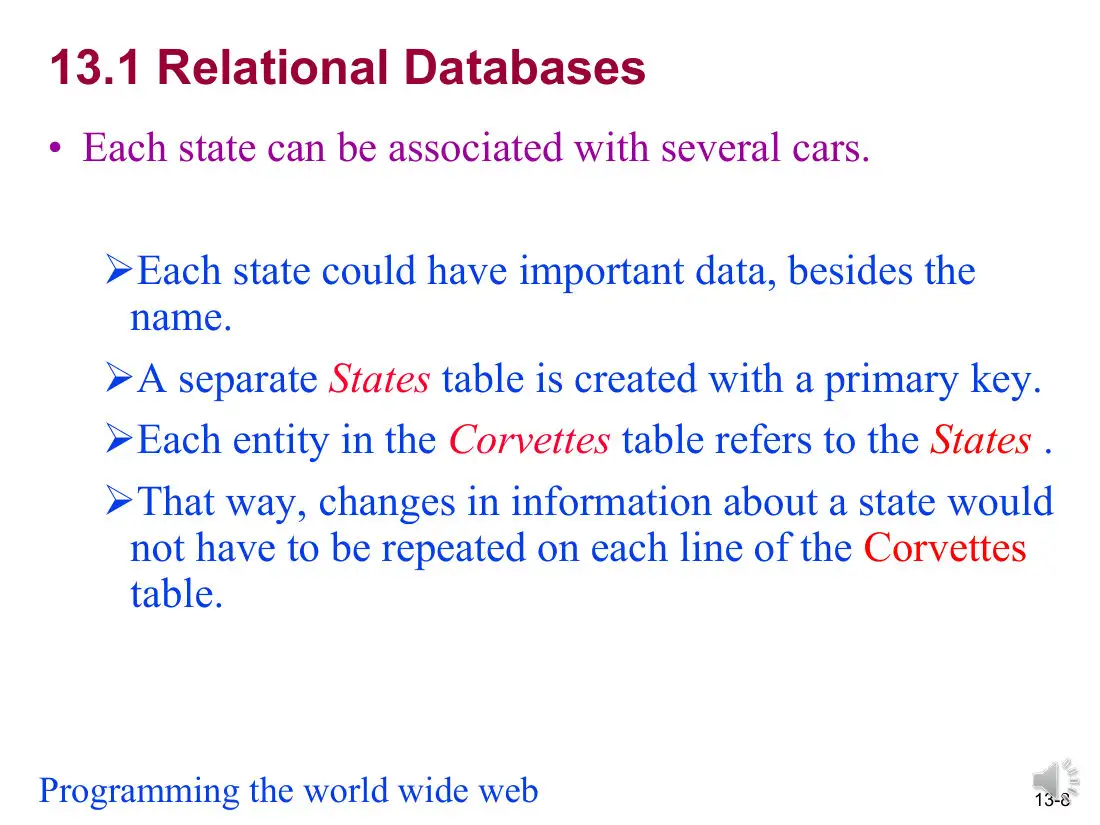 13.1 Relational Databases
• Each state can be associated with several cars.
➢Each state could have important data, besides the
name.
➢A separate States table is created with a primary key.
➢Each entity in the Corvettes table refers to the States .
➢That way, changes in information about a state would
not have to be repeated on each line of the Corvettes
table.
Programming the world wide web
13-8